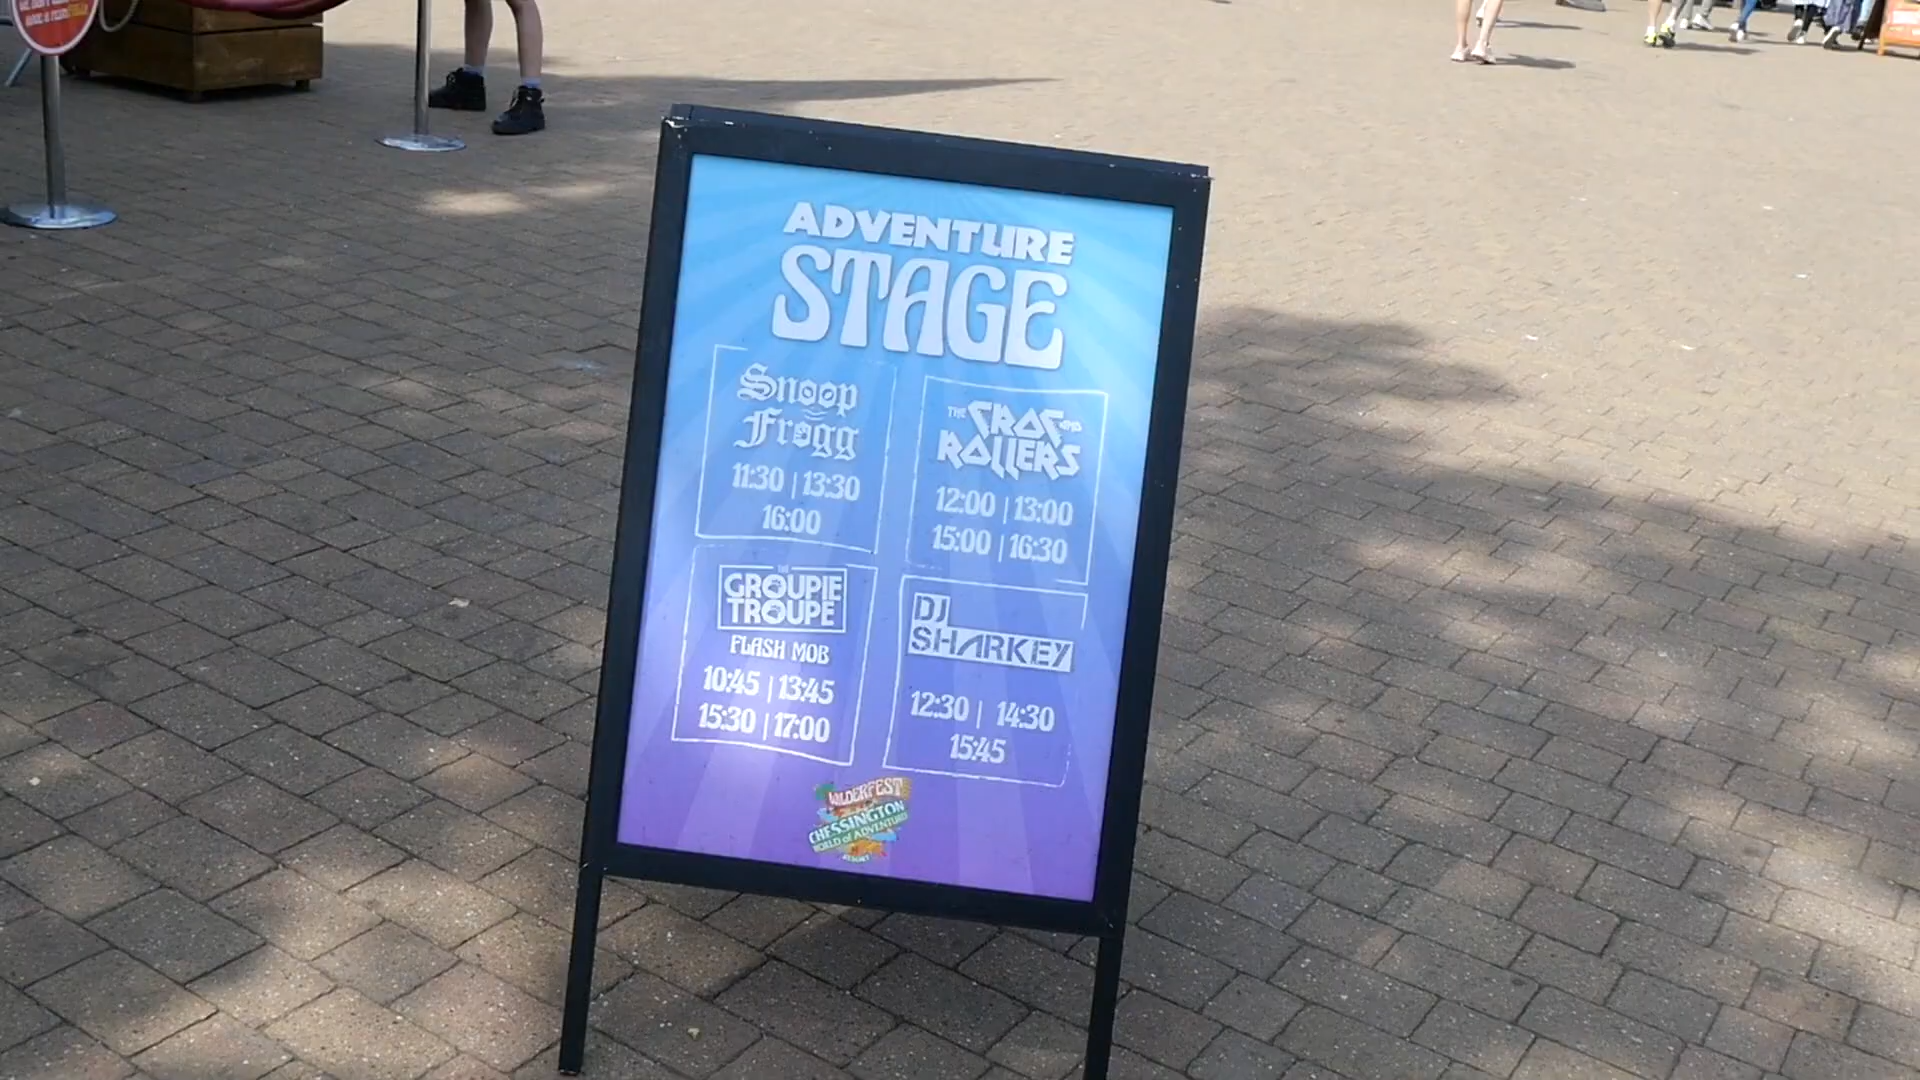 ADVENTURE
STAGE
Snoop
Frogg
11:30 | 13:30
16:00
THE CROC AND
ROLLERS
12:00 | 13:00
15:00 | 16:30
THE
GROUPIE
TROUPE
FLASH MOB
10:45 | 13:45
15:30 | 17:00
DJ
SHARKEY
12:30 | 14:30
15:45
WILDERFEST
CHESSINGTON
WORLD of ADVENTURES
RESORT